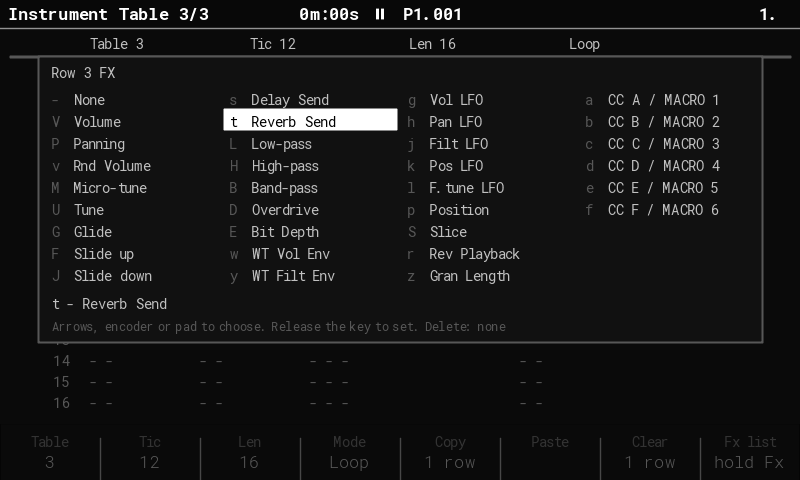 Instrument Table 3/3 0m:00s P1.001 1.
Table 3 Tic 12 Len 16 Loop
Row 3 FX
- None s Delay Send g Vol LFO a CC A / MACRO 1
V Volume t Reverb Send h Pan LFO b CC B / MACRO 2
P Panning L Low-pass j Filt LFO c CC C / MACRO 3
v Rnd Volume H High-pass k Pos LFO d CC D / MACRO 4
M Micro-tune B Band-pass l F.tune LFO e CC E / MACRO 5
U Tune D Overdrive p Position f CC F / MACRO 6
G Glide E Bit Depth S Slice
F Slide up w WT Vol Env r Rev Playback
J Slide down y WT Filt Env z Gran Length
t - Reverb Send
Arrows, encoder or pad to choose. Release the key to set. Delete: none
14 - - - - - - - - -
15 - - - - - - - - -
16 - - - - - - - - -
Table Tic Len Mode Copy Paste Clear Fx list
3 12 16 Loop 1 row 1 row hold Fx